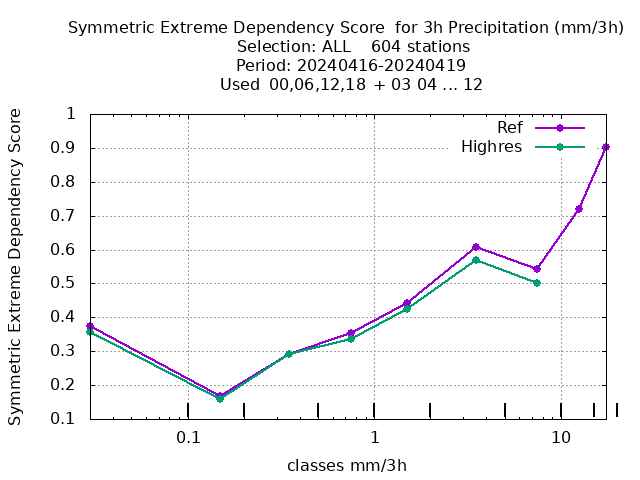 Symmetric Extreme Dependency Score  for 3h Precipitation (mm/3h)
Selection: ALL    604 stations
Period: 20240416-20240419
Used  00,06,12,18  + 03 04 ... 12
Symmetric Extreme Dependency Score
1
0.9
0.8
0.7
0.6
0.5
0.4
0.3
0.2
0.1
Ref
Highres
0.1 1 10
classes mm/3h